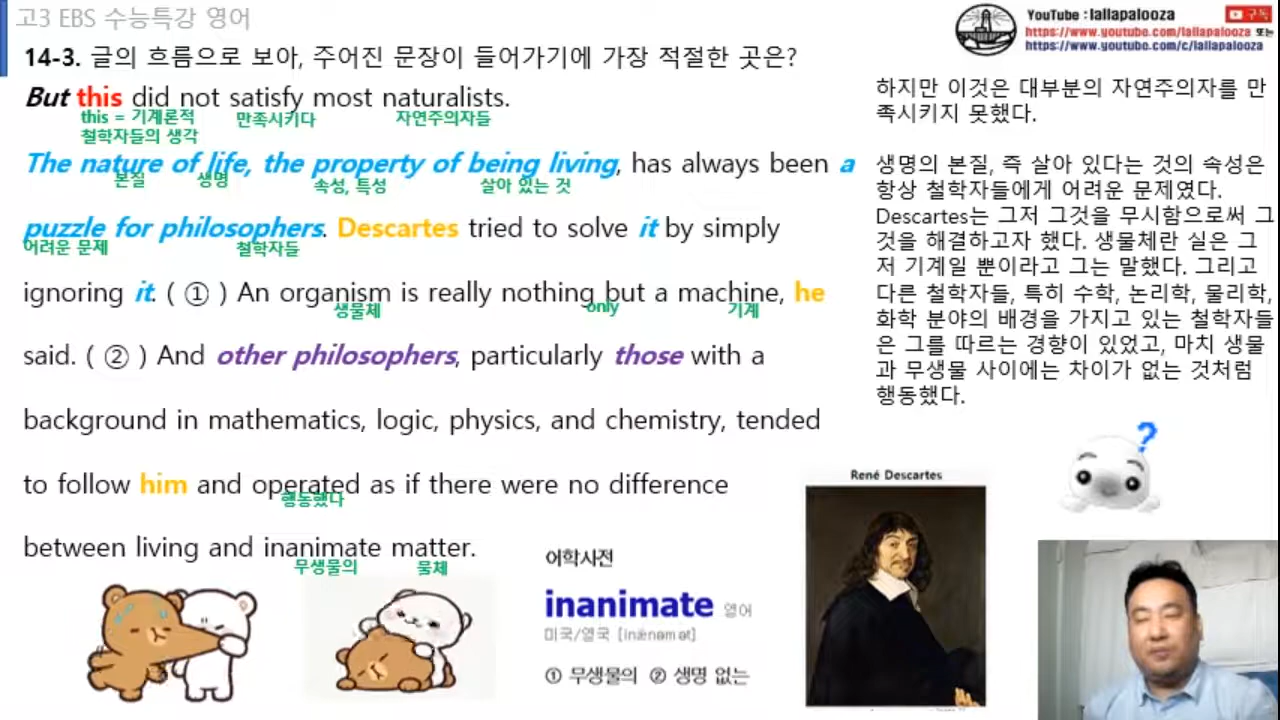 고3 EBS 수능특강 영어
YouTube : lallapalooza
구독
https://www.youtube.com/lallapalooza 또는
https://www.youtube.com/c/lallapalooza
14-3. 글의 흐름으로 보아, 주어진 문장이 들어가기에 가장 적절한 곳은?
But this did not satisfy most naturalists.
this = 기계론적 만족시키다 자연주의자들
철학자들의 생각
The nature of life, the property of being living, has always been a
본질 생명 속성, 특성 살아 있는 것
puzzle for philosophers. Descartes tried to solve it by simply
어려운 문제 철학자들
ignoring it. ( ① ) An organism is really nothing but a machine, he
생물체 only 기계
said. ( ② ) And other philosophers, particularly those with a
background in mathematics, logic, physics, and chemistry, tended
to follow him and operated as if there were no difference
행동했다
between living and inanimate matter.
무생물의 물체
하지만 이것은 대부분의 자연주의자를 만
족시키지 못했다.
생명의 본질, 즉 살아 있다는 것의 속성은
항상 철학자들에게 어려운 문제였다.
Descartes는 그저 그것을 무시함으로써 그
것을 해결하고자 했다. 생물체란 실은 그
저 기계일 뿐이라고 그는 말했다. 그리고
다른 철학자들, 특히 수학, 논리학, 물리학,
화학 분야의 배경을 가지고 있는 철학자들
은 그를 따르는 경향이 있었고, 마치 생물
과 무생물 사이에는 차이가 없는 것처럼
행동했다.
?
René Descartes
어학사전
inanimate 영어
미국/영국 [inǽnəmət]
① 무생물의 ② 생명 없는